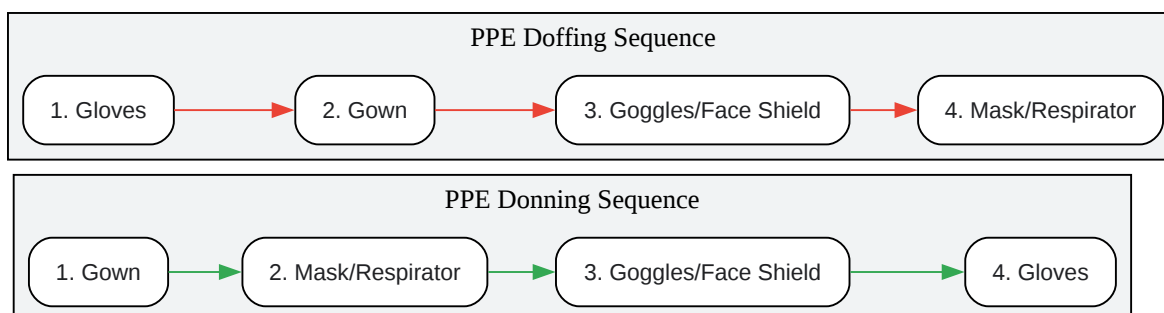 PPE Doffing Sequence
1. Gloves
2. Gown
3. Goggles/Face Shield
4. Mask/Respirator
PPE Donning Sequence
1. Gown
2. Mask/Respirator
3. Goggles/Face Shield
4. Gloves